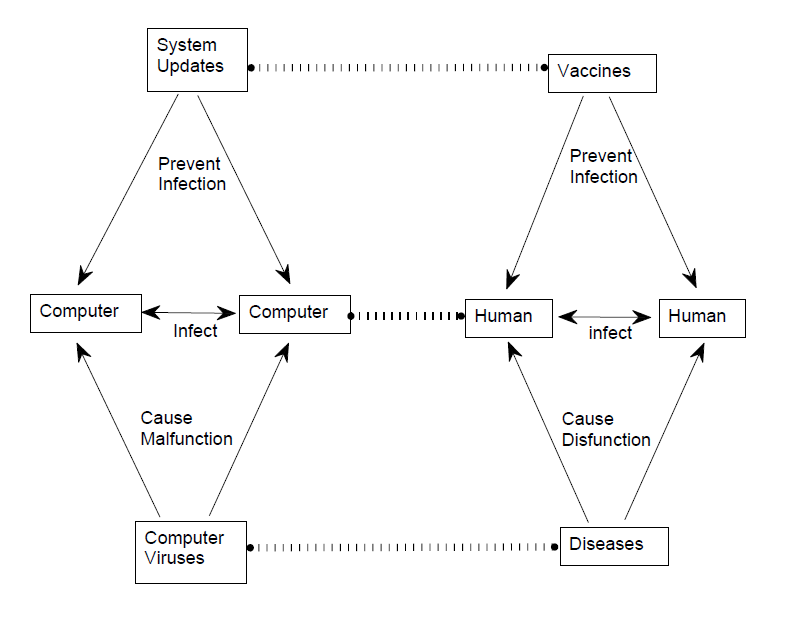 System
Updates
Vaccines
Prevent
Infection
Prevent
Infection
Computer
Infect
Computer
Human
infect
Human
Cause
Malfunction
Cause
Disfunction
Computer
Viruses
Diseases